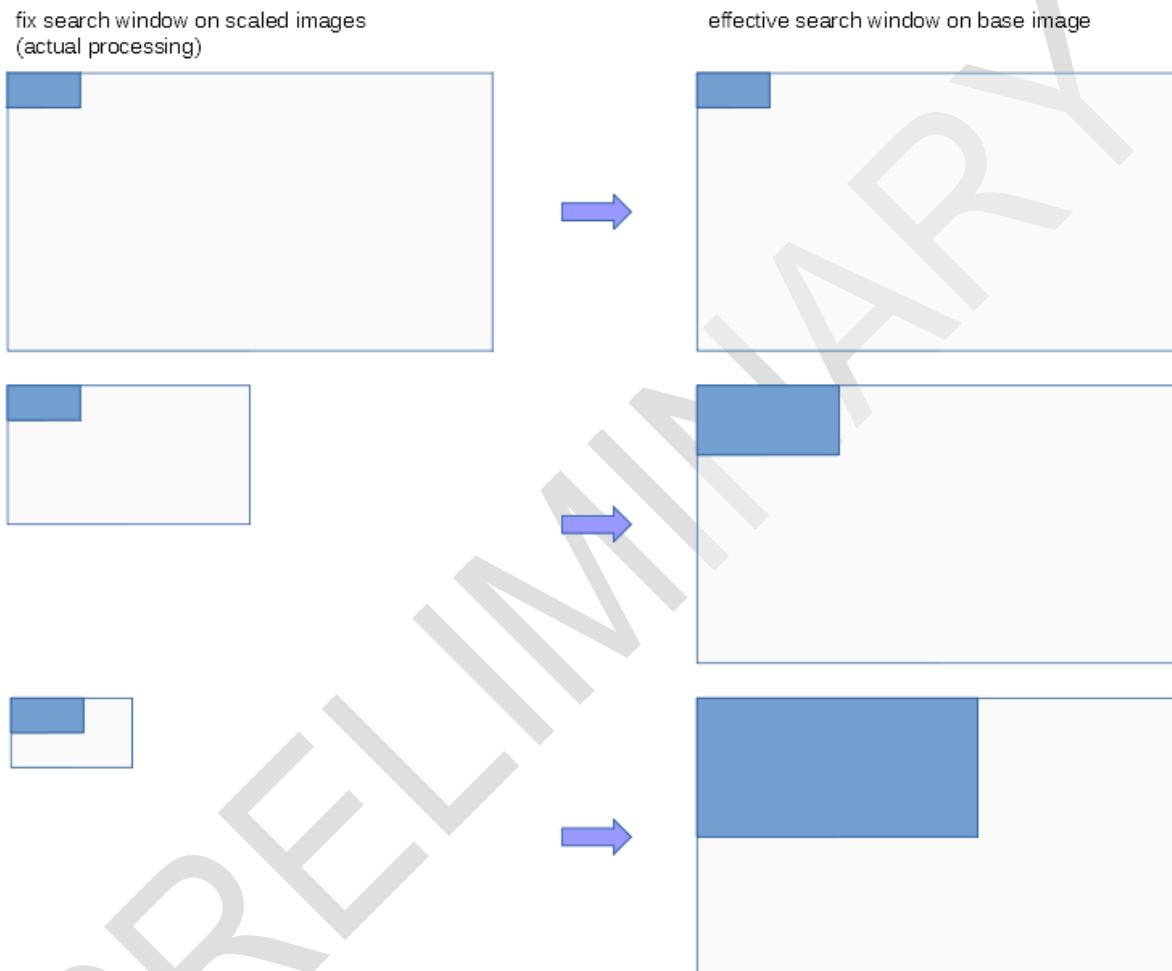 fix search window on scaled images
(actual processing)
effective search window on base image
PRELIMINARY